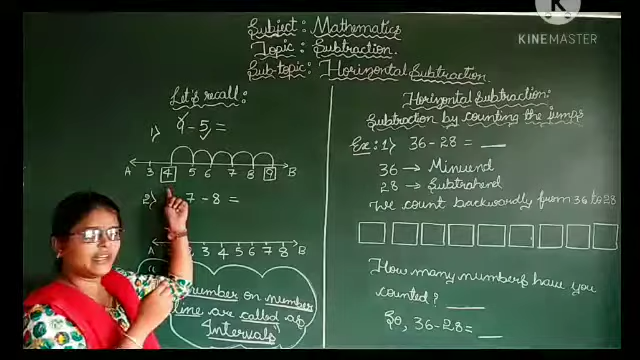 KINEMASTER
Subject: Mathematics
Topic: Subtraction.
Sub-topic: Horizontal Subtraction.
Let's recall:
1) 9-5, =
A 3 4 5 6 7 8 9 B
2) 7-8 =
A 3 4 5 6 7 8 B
number on number
line are called as
Intervals"
Horizontal Subtraction:
Subtraction by counting the jumps
Ex: 1) 36-28 = __
36 → Minuend
28 → Subtrahend
We count backwardly from 36 to 28
How many numbers have you
counted? ___
So, 36-28= __